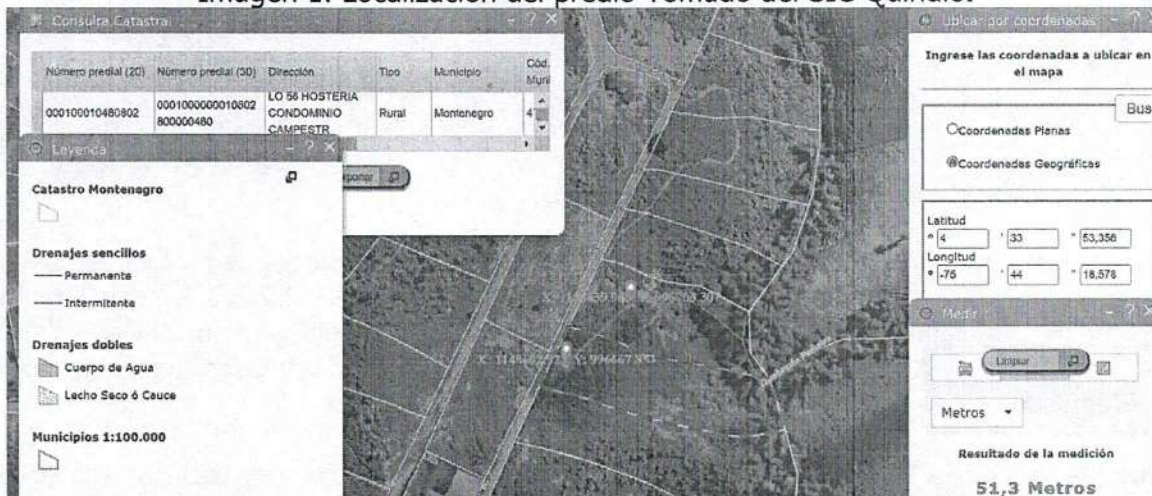 Imagen 1. Localización del predio Tomado del SIG Quindío.
Consulta Catastral
Número predial (20) Número predial (30) Dirección Tipo Municipio Cód.
Muni
000100010480802
0001000000010802
800000480
LO 56 HOSTERIA
CONDOMINIO
CAMPESTR
Rural
Montenegro
4
Leyenda
Catastro Montenegro
Drenajes sencillos
Permanente
Intermitente
Drenajes dobles
Cuerpo de Agua
Lecho Seco ó Cauce
Municipios 1:100.000
Ubicar por coordenadas
Ingrese las coordenadas a ubicar en
el mapa
Bus
Coordenadas Planas
Coordenadas Geográficas
Latitud
° 4 ' 33 " 53,356
Longitud
° -75 ' 44 " 18,578
Medir
Limpiar
Metros
Resultado de la medición
51,3 Metros